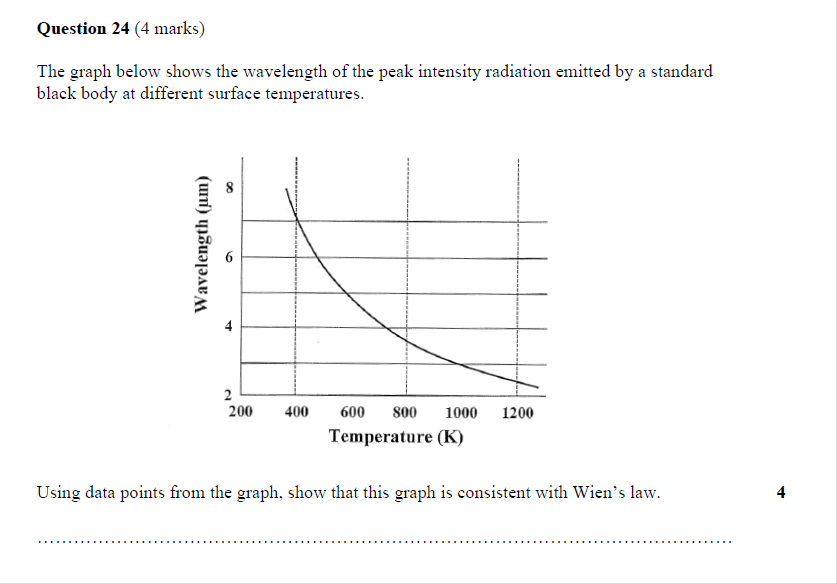 Question 24 (4 marks)
The graph below shows the wavelength of the peak intensity radiation emitted by a standard
black body at different surface temperatures.
Wavelength (μm)
8
6
4
2
200 400 600 800 1000 1200
Temperature (K)
Using data points from the graph, show that this graph is consistent with Wien’s law. 4